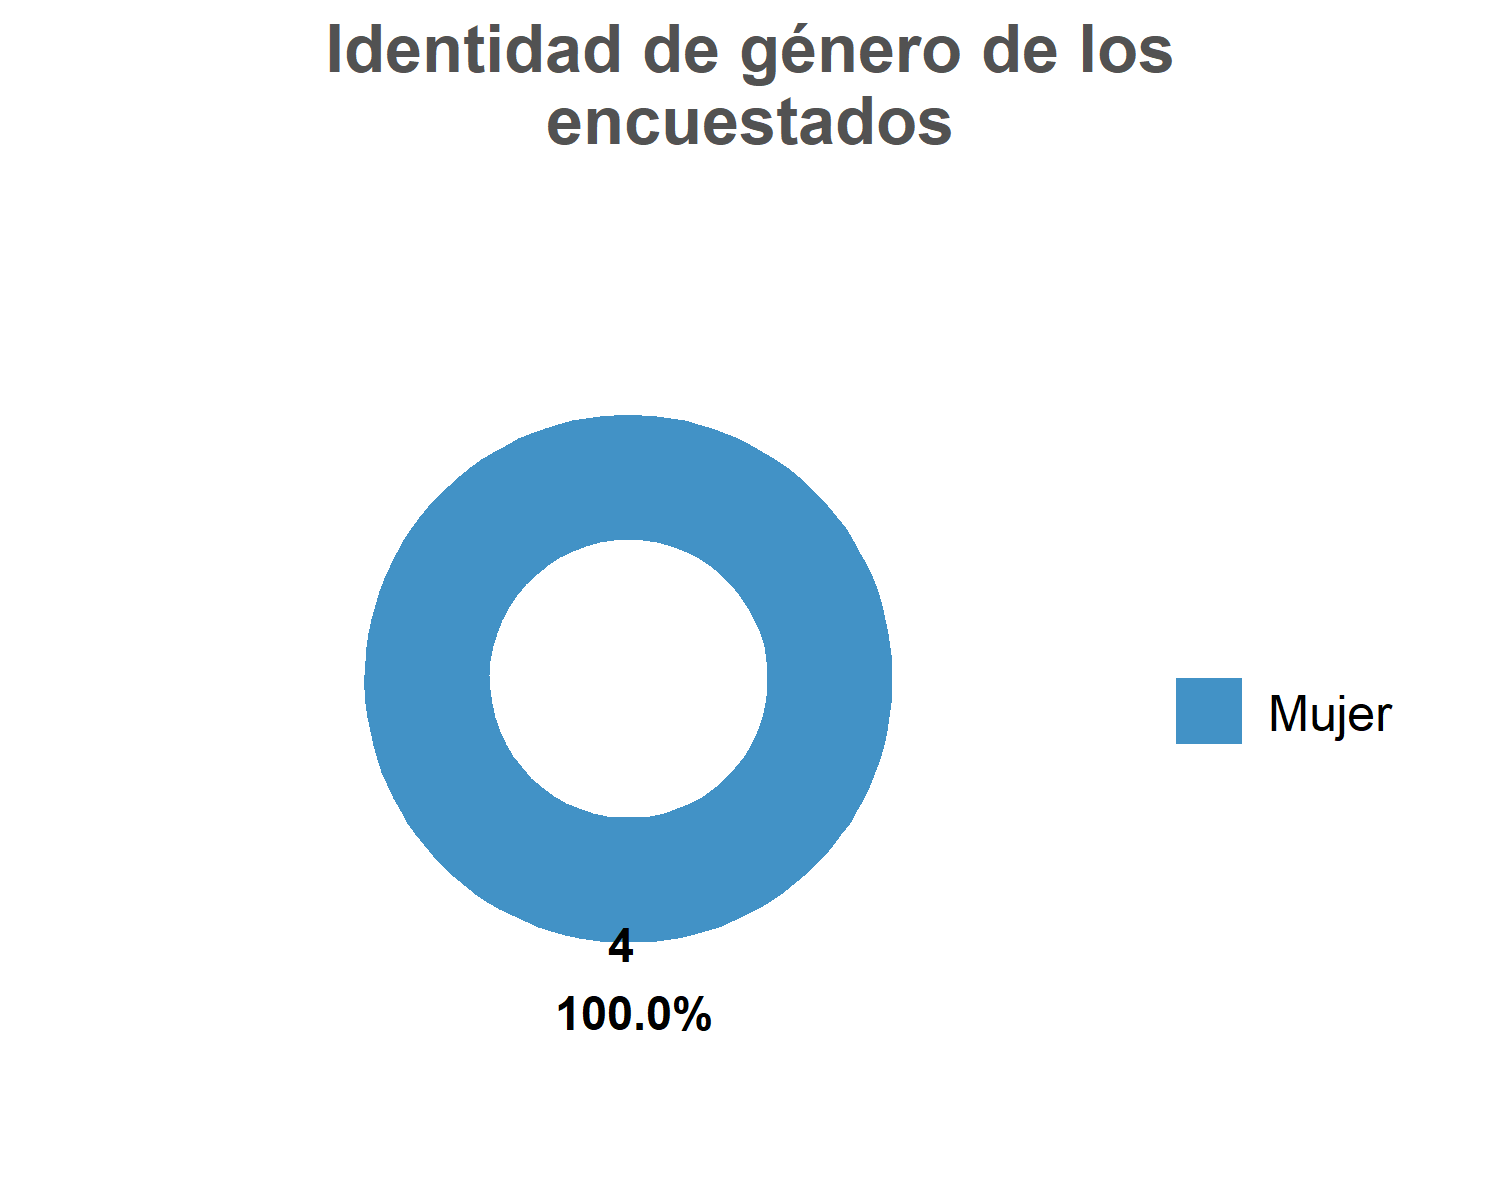 Identidad de género de los
encuestados
Mujer
4
100.0%